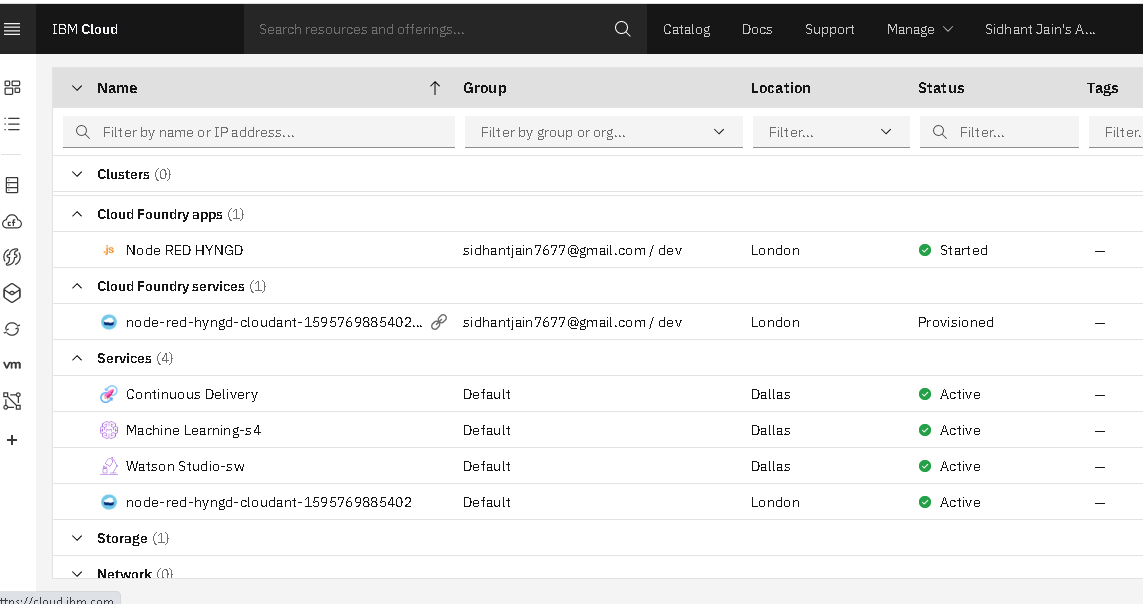 IBM Cloud Search resources and offerings... Catalog Docs Support Manage Sidhant Jain's A...
Name Group Location Status Tags
Filter by name or IP address... Filter by group or org... Filter... Filter... Filter.
Clusters (0)
Cloud Foundry apps (1)
cf
JS Node RED HYNGD sidhantjain7677@gmail.com / dev London Started –
Cloud Foundry services (1)
node-red-hyngd-cloudant-1595769885402... sidhantjain7677@gmail.com / dev London Provisioned –
Services (4)
vm
Continuous Delivery Default Dallas Active –
Machine Learning-s4 Default Dallas Active –
Watson Studio-sw Default Dallas Active –
node-red-hyngd-cloudant-1595769885402 Default London Active –
Storage (1)
Network (0)
ttps://cloud.ibm.com